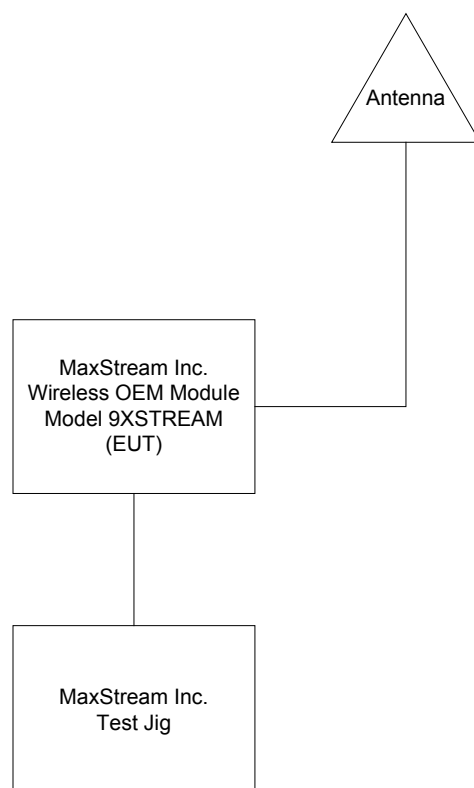 Antenna
MaxStream Inc.
Wireless OEM Module
Model 9XSTREAM
(EUT)
MaxStream Inc.
Test Jig